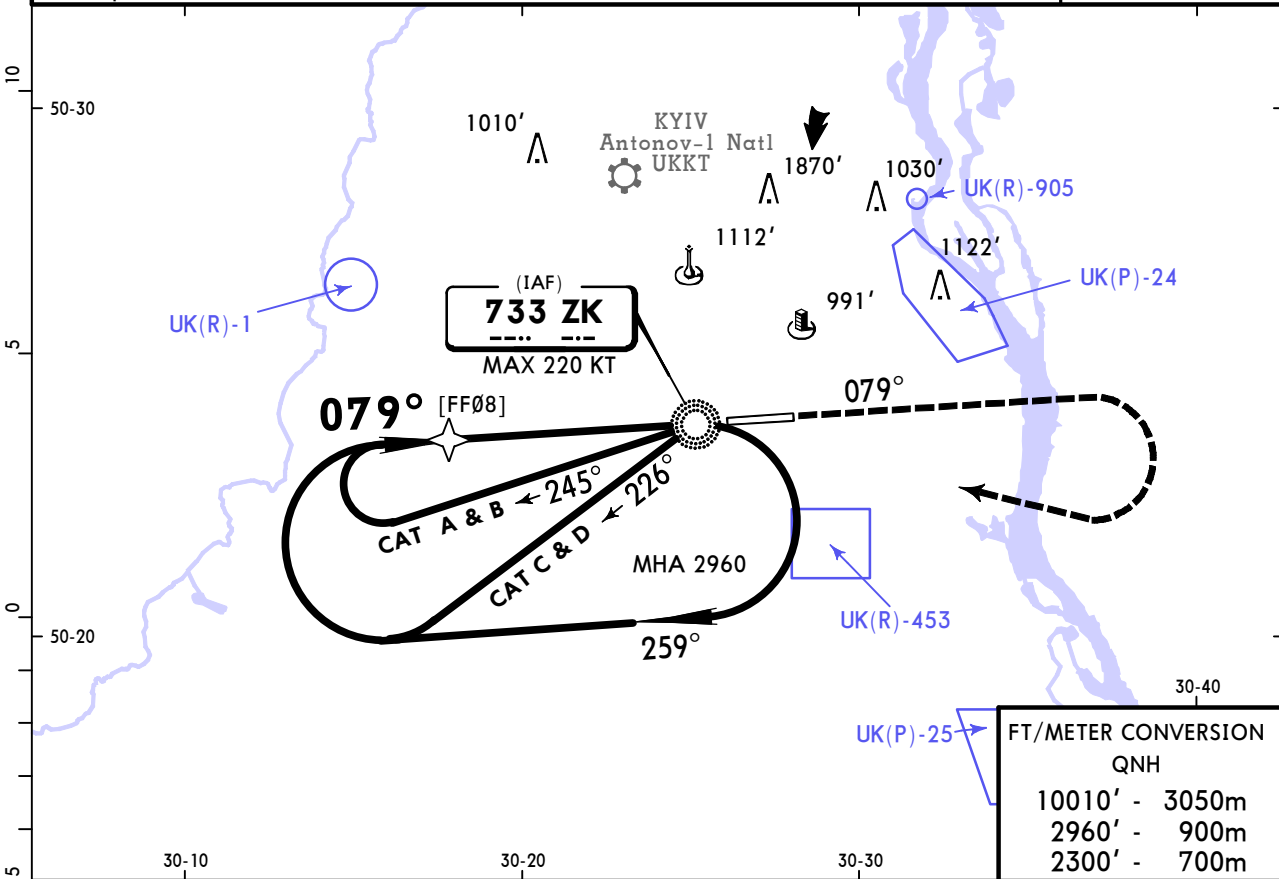 10
50-30
1010′
KYIV
Antonov-1 Natl
UKKT
1870′
1030′
UK(R)-905
1112′
1122′
UK(P)-24
UK(R)-1
(IAF)
733 ZK
MAX 220 KT
991′
5
079° [FFØ8]
079°
245°
226°
CAT A & B
CAT C & D
MHA 2960
UK(R)-453
0
50-20
259°
30-40
UK(P)-25
FT/METER CONVERSION
QNH
10010′ - 3050m
2960′ - 900m
2300′ - 700m
5
30-10
30-20
30-30